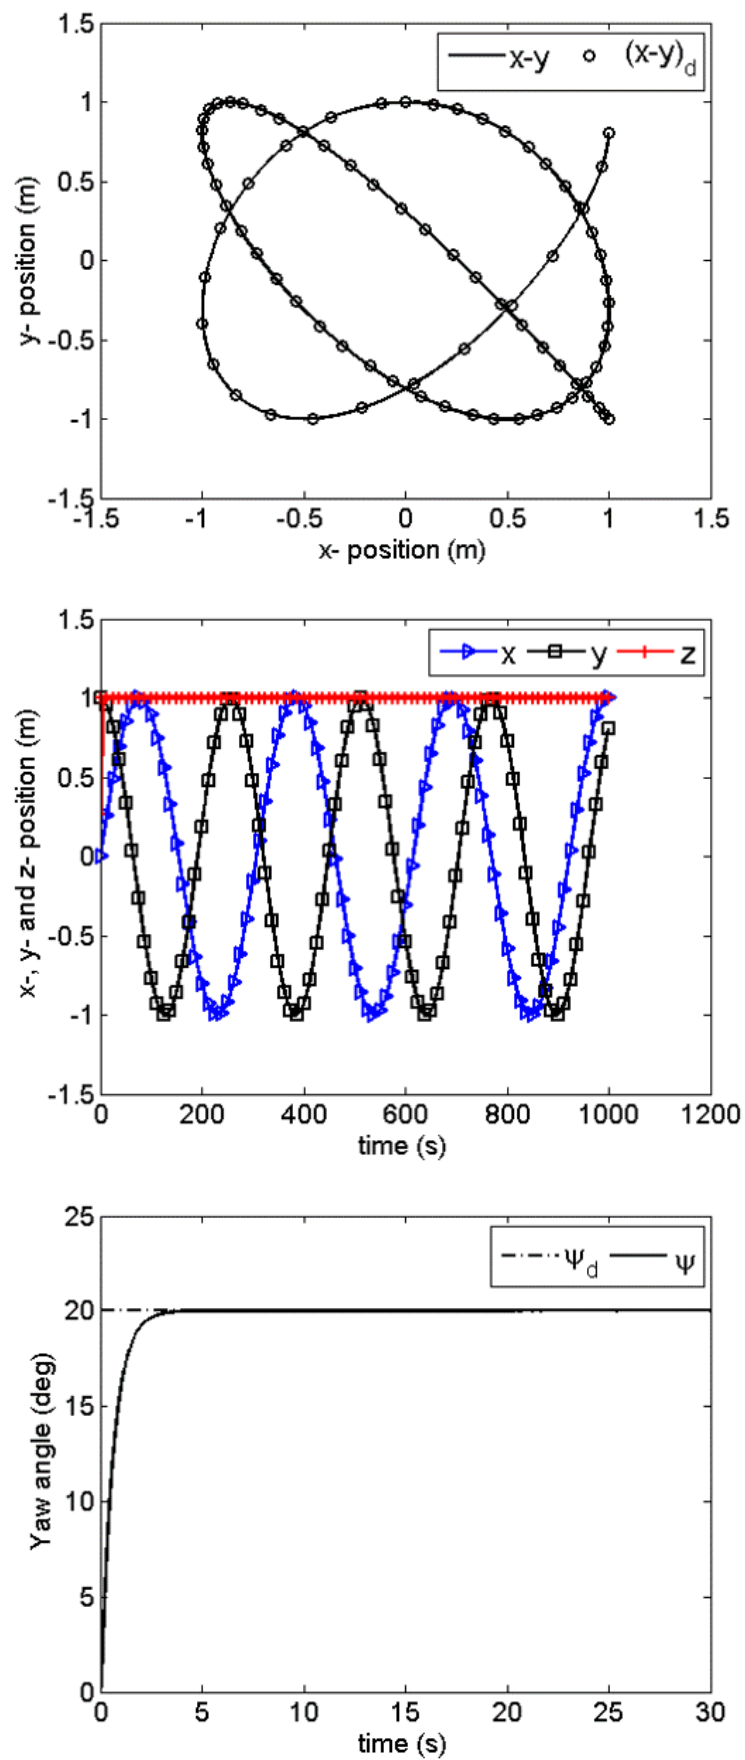 1.5
x-y (x-y)d
1
0.5
0
-0.5
-1
-1.5
y- position (m)
-1.5 -1 -0.5 0 0.5 1 1.5
x- position (m)
1.5
x y z
1
0.5
0
-0.5
-1
-1.5
x-, y- and z- position (m)
0 200 400 600 800 1000 1200
time (s)
25
ψd ψ
20
15
10
5
0
Yaw angle (deg)
0 5 10 15 20 25 30
time (s)